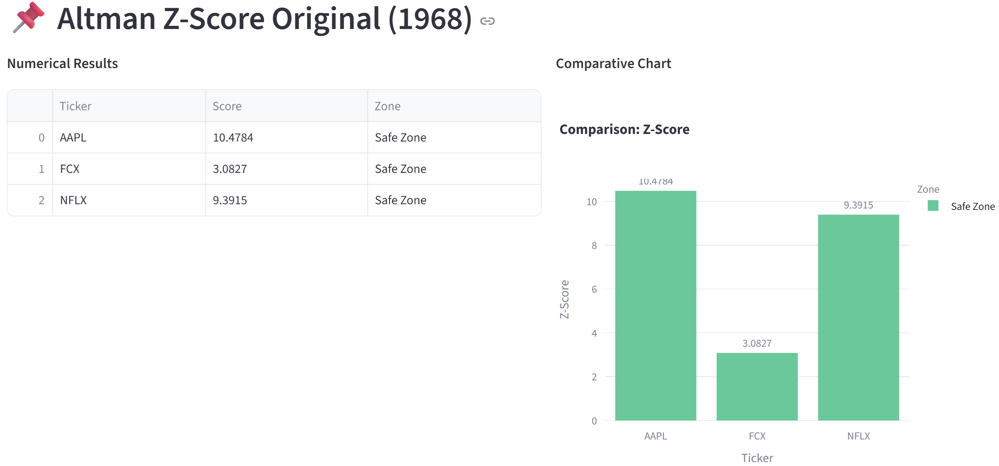 Altman Z-Score Original (1968)
Numerical Results
Ticker Score Zone
0 AAPL 10.4784 Safe Zone
1 FCX 3.0827 Safe Zone
2 NFLX 9.3915 Safe Zone
Comparative Chart
Comparison: Z-Score
10.4784
9.3915
3.0827
10
8
6
4
2
0
Z-Score
AAPL FCX NFLX
Ticker
Zone
Safe Zone